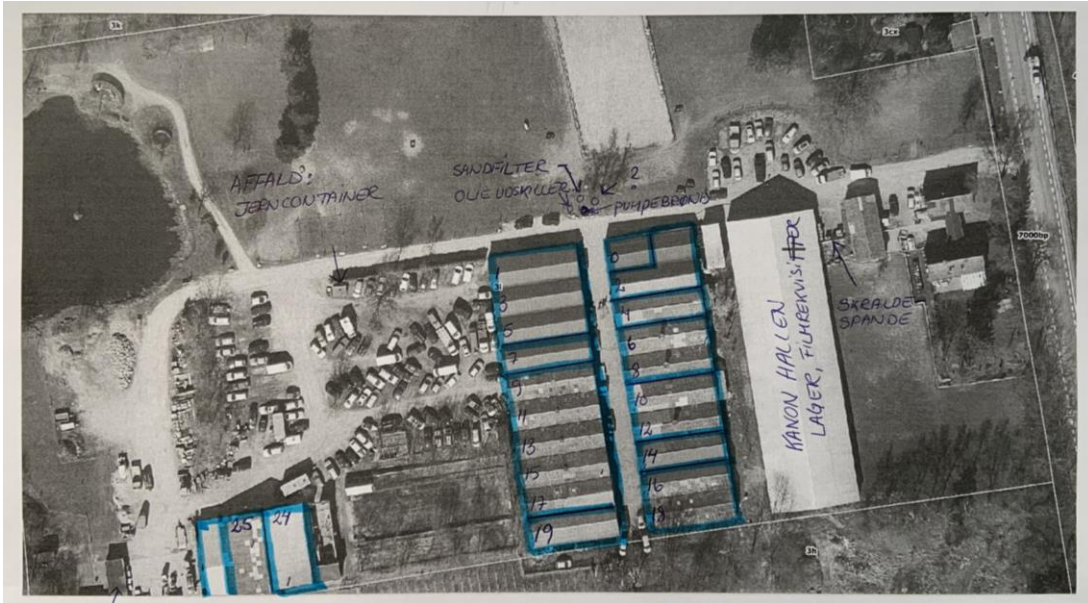 3k
3cx
SANDFILTER
OLIEUDSKILLER
2
PUMPEBRØND
AFFALD:
JERNCONTAINER
7000bp
SKRALDE
SPANDE
KANON HALLEN
LAGER, FILMREKVISITTER
1
3
5
7
9
11
13
15
17
19
0
2
4
6
8
10
12
14
16
18
25
24
3h